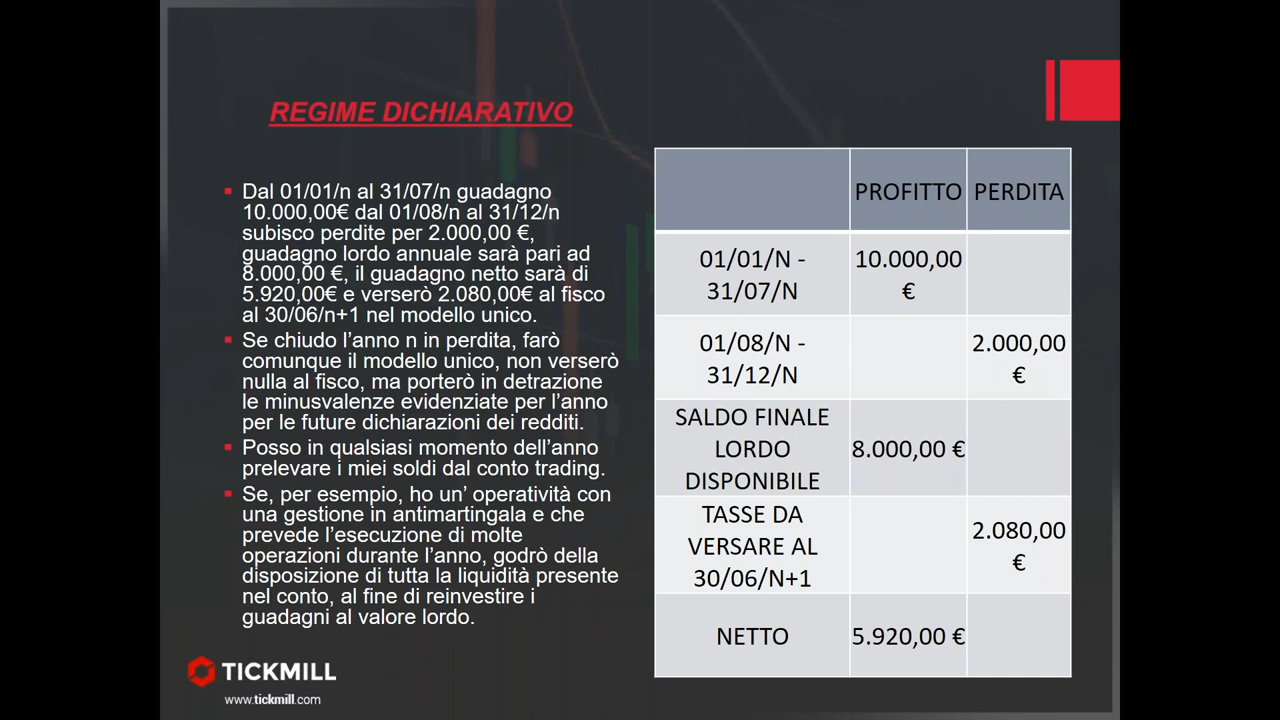 REGIME DICHIARATIVO
Dal 01/01/n al 31/07/n guadagno
10.000,00€ dal 01/08/n al 31/12/n
subisco perdite per 2.000,00 €,
guadagno lordo annuale sarà pari ad
8.000,00 €, il guadagno netto sarà di
5.920,00€ e verserò 2.080,00€ al fisco
al 30/06/n+1 nel modello unico.
Se chiudo l'anno n in perdita, farò
comunque il modello unico, non verserò
nulla al fisco, ma porterò in detrazione
le minusvalenze evidenziate per l'anno
per le future dichiarazioni dei redditi.
Posso in qualsiasi momento dell'anno
prelevare i miei soldi dal conto trading.
Se, per esempio, ho un' operatività con
una gestione in antimartingala e che
prevede l'esecuzione di molte
operazioni durante l'anno, godrò della
disposizione di tutta la liquidità presente
nel conto, al fine di reinvestire i
guadagni al valore lordo.
PROFITTO PERDITA
01/01/N -
31/07/N
10.000,00
€
01/08/N -
31/12/N
2.000,00
€
SALDO FINALE
LORDO
DISPONIBILE
8.000,00 €
TASSE DA
VERSARE AL
30/06/N+1
2.080,00
€
NETTO
5.920,00 €
TICKMILL
www.tickmill.com